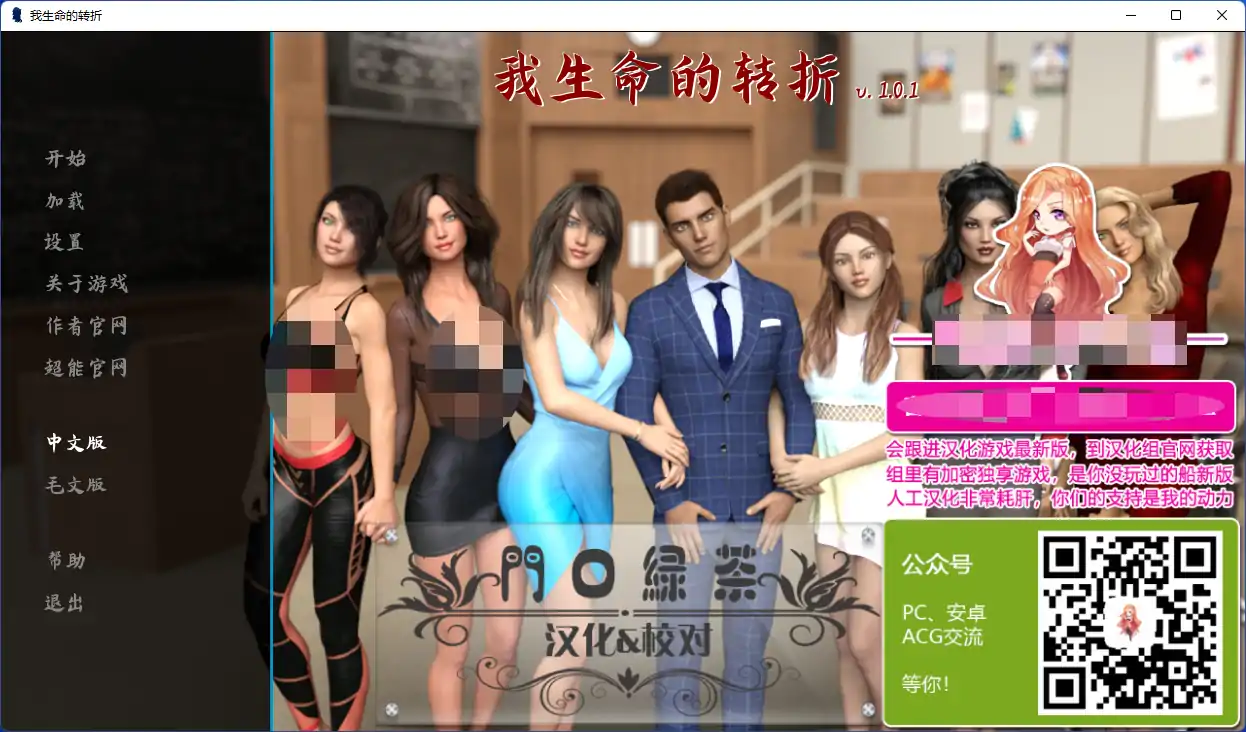 我生命的转折
我生命的转折 v. 1.0.1
开始
加载
设置
关于游戏
作者官网
超能官网
中文版
毛文版
帮助
退出
会跟进汉化游戏最新版，到汉化组官网获取
组里有加密独享游戏，是你没玩过的船新版
人工汉化非常耗肝，你们的支持是我的动力
門口绿茶
汉化&校对
公众号
PC、安卓
ACG交流
等你！